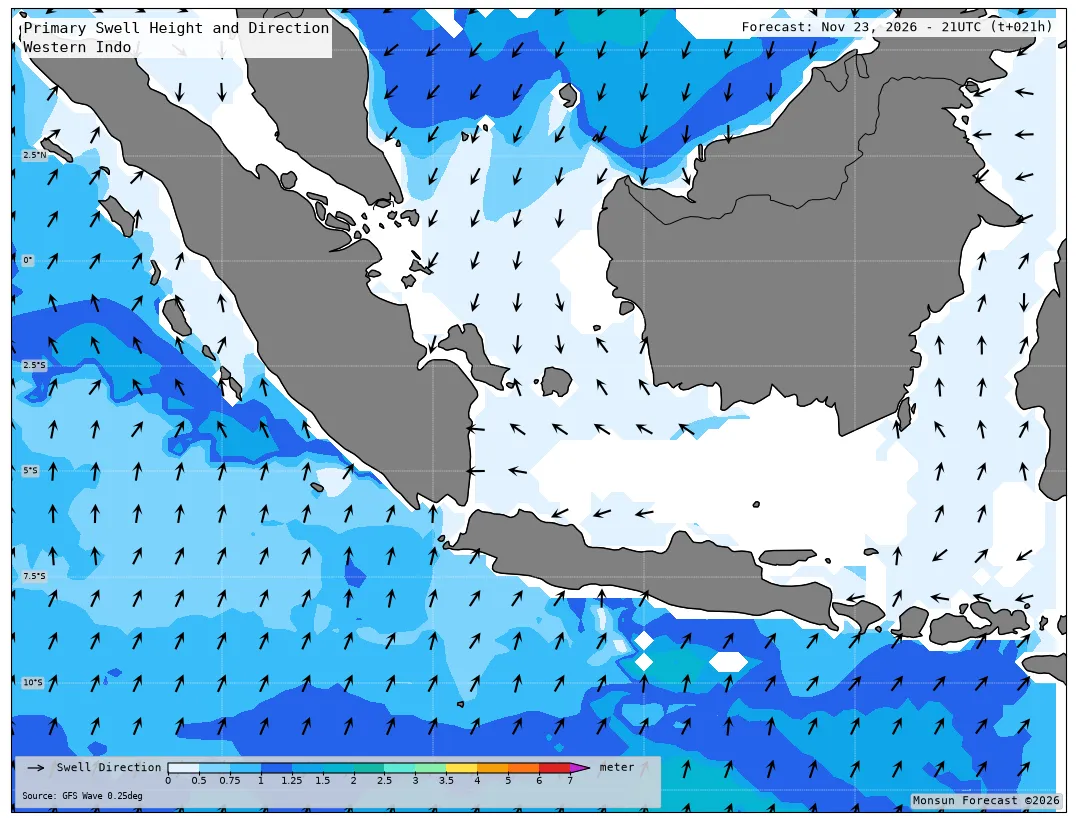 Primary Swell Height and Direction
Western Indo
Forecast: Nov 23, 2026 - 21UTC (t+021h)
2.5°N
0°
2.5°S
5°S
7.5°S
10°S
Swell Direction
0 0.5 0.75 1 1.25 1.5 2 2.5 3 3.5 4 5 6 7
meter
Source: GFS Wave 0.25deg
Monsun Forecast ©2026